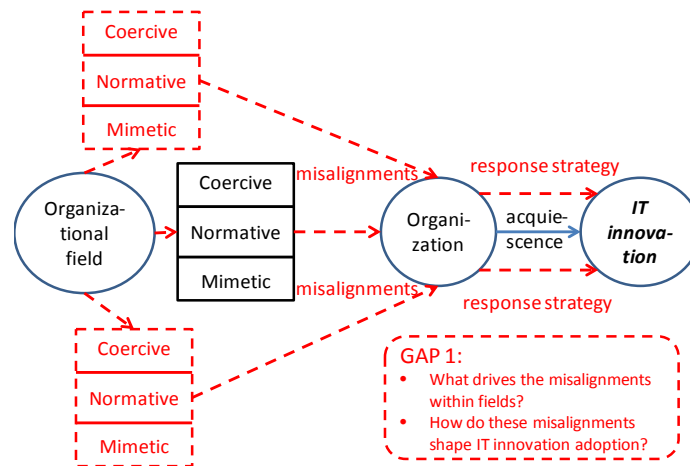 Coercive
Normative
Mimetic
misalignments
response strategy
Organiza-
tional
field
Coercive
Normative
Mimetic
Organi-
zation
acquie-
scence
IT
innova-
tion
misalignments
response strategy
Coercive
Normative
Mimetic
GAP 1:
• What drives the misalignments
within fields?
• How do these misalignments
shape IT innovation adoption?